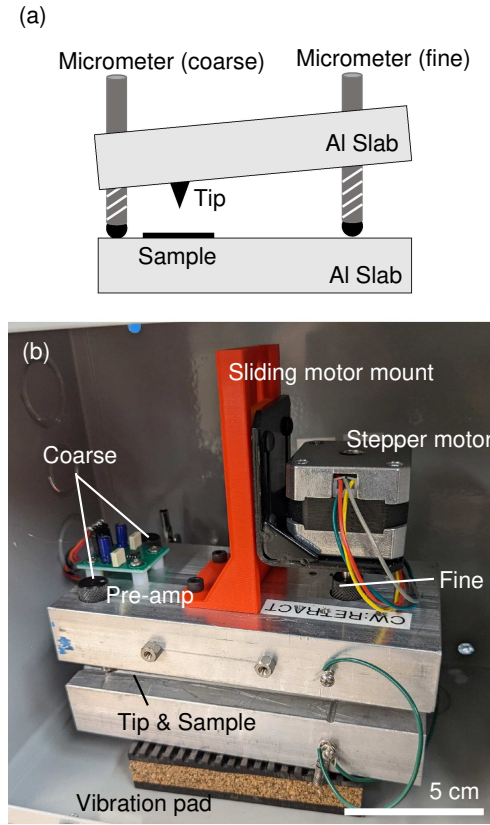 (a)
Micrometer (coarse)
Micrometer (fine)
Al Slab
Tip
Sample
Al Slab
(b)
Sliding motor mount
Stepper motor
Coarse
Fine
Pre-amp
CW:RETRACT
Tip & Sample
5 cm
Vibration pad